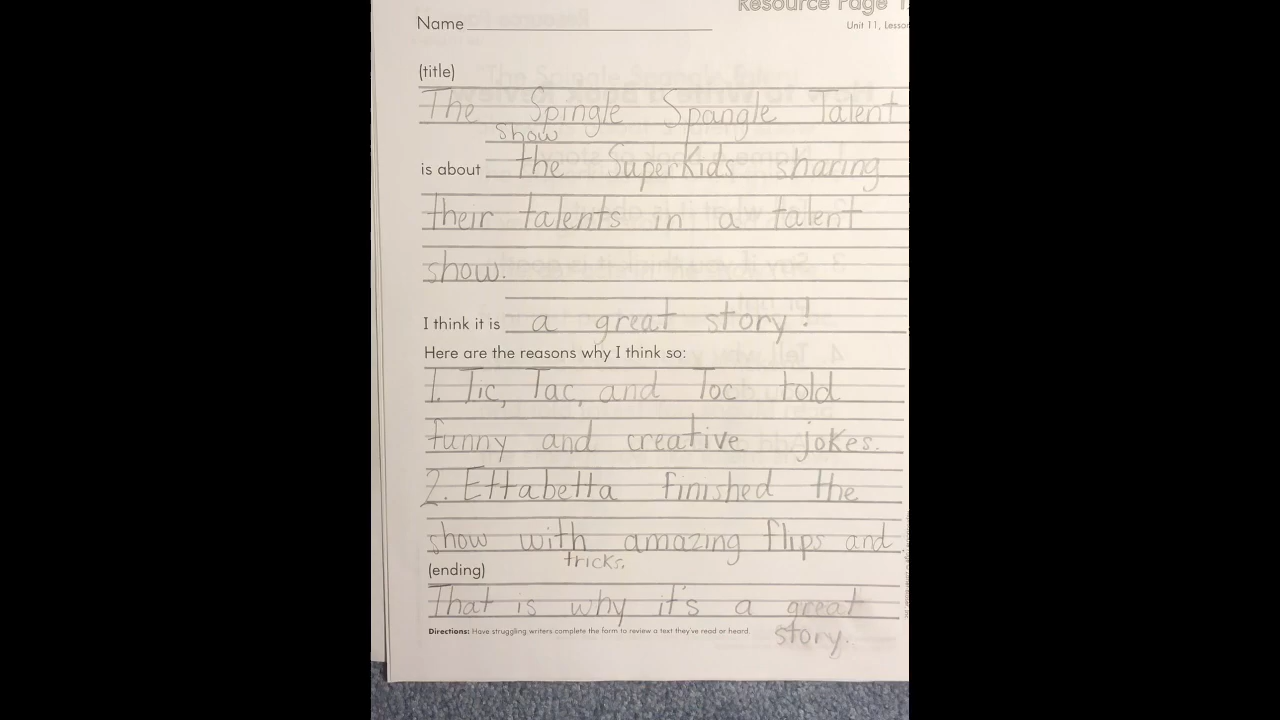 Resource Page 1
Name
Unit 11, Lesson
(title)
The Spingle Spangle Talent
Show
is about the Superkids sharing
their talents in a talent
show.
I think it is a great story!
Here are the reasons why I think so:
1. Tic, Tac, and Toc told
funny and creative jokes.
2. Ettabetta finished the
show with amazing flips and
tricks.
(ending)
That is why it's a great
story.
Directions: Have struggling writers complete the form to review a text they've read or heard.